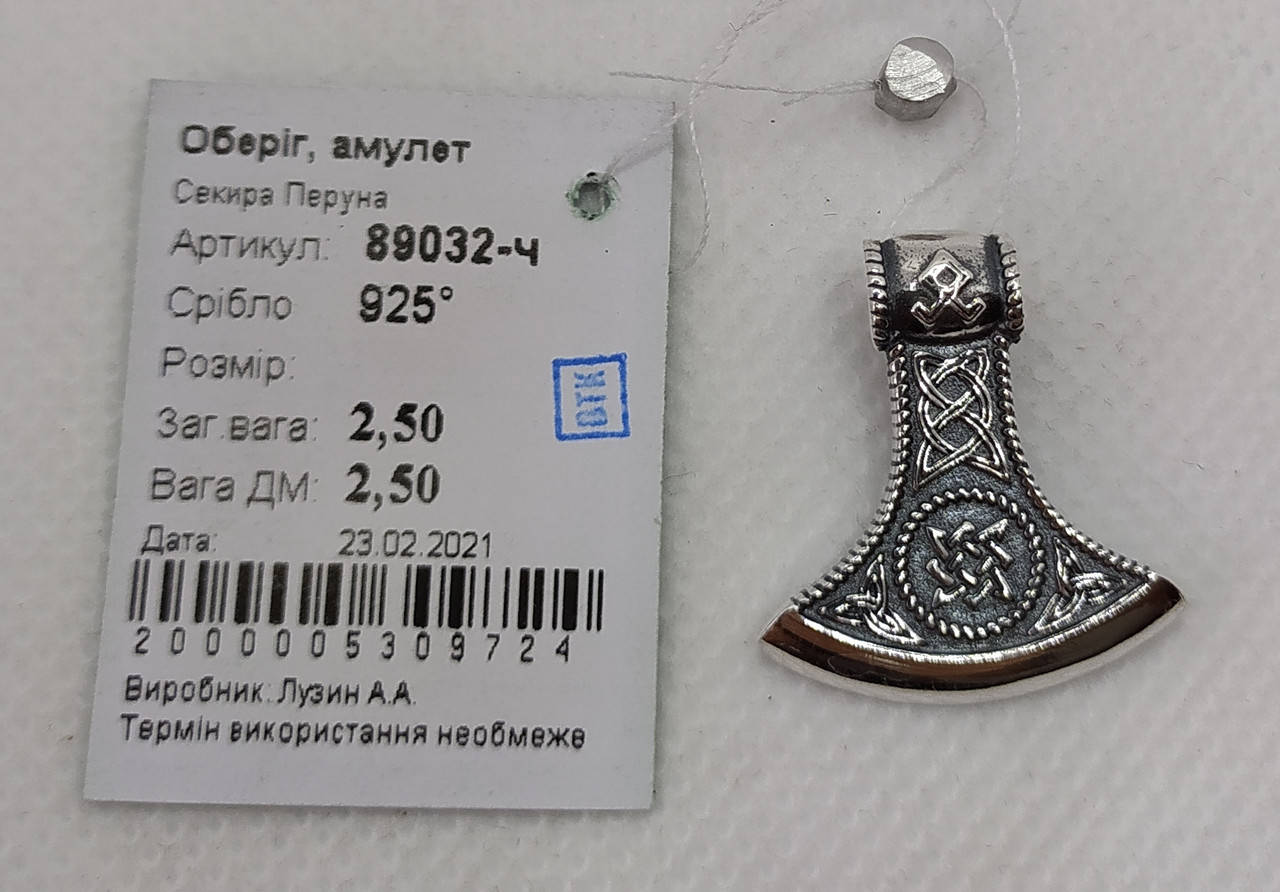 Оберіг, амулет
Секира Перуна
Артикул: 89032-ч
Срібло 925°
Розмір:
ВТК
Заг.вага: 2,50
Вага ДМ: 2,50
Дата: 23.02.2021
2000005309724
Виробник: Лузин А.А.
Термін використання необмеже